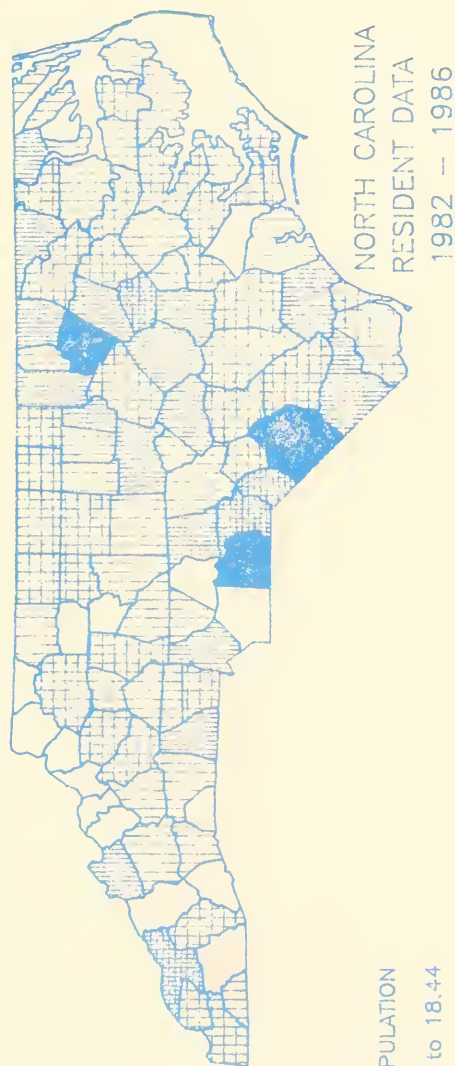 NORTH CAROLINA
RESIDENT DATA
1982 -- 1986
PULATION
to 18.44